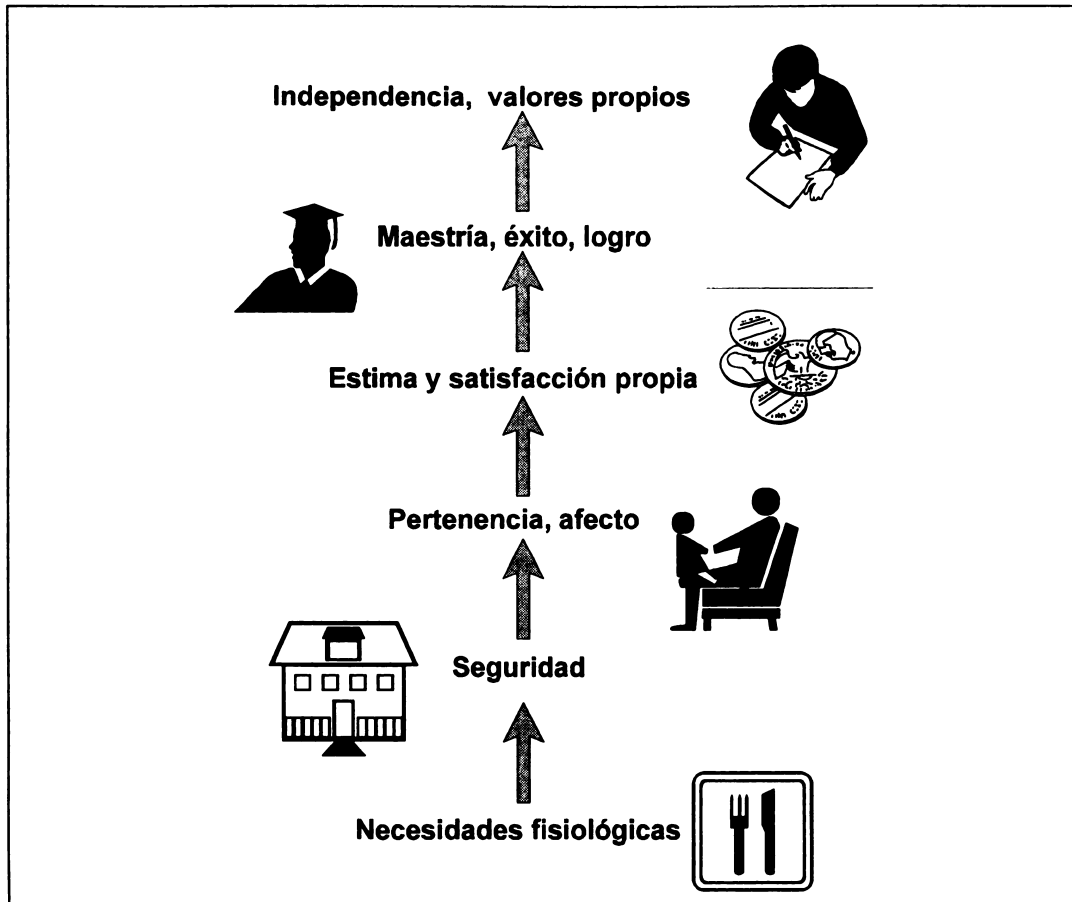 Independencia, valores propios
Maestría, éxito, logro
Estima y satisfacción propia
Pertenencia, afecto
Seguridad
Necesidades fisiológicas